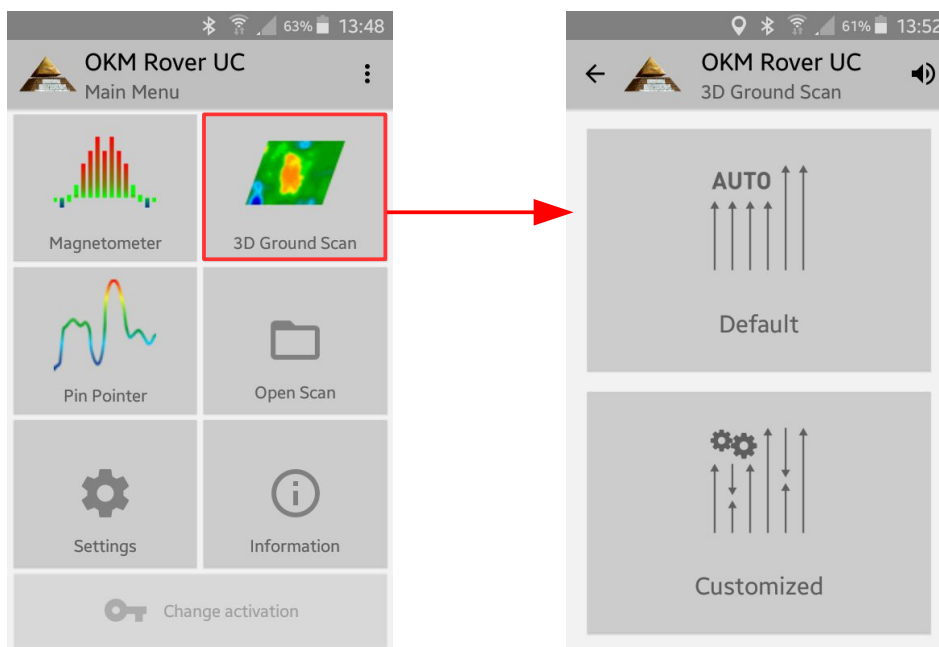 63% 13:48
OKM Rover UC
Main Menu
Magnetometer
3D Ground Scan
Pin Pointer
Open Scan
Settings
Information
Change activation
61% 13:52
OKM Rover UC
3D Ground Scan
AUTO
Default
Customized